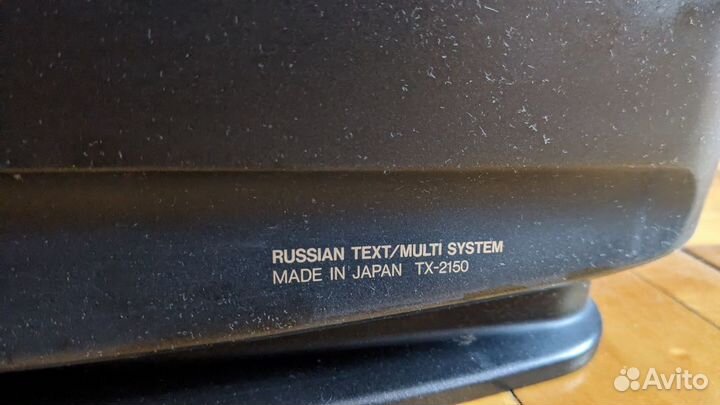 RUSSIAN TEXT/MULTI SYSTEM
MADE IN JAPAN TX-2150
Avito